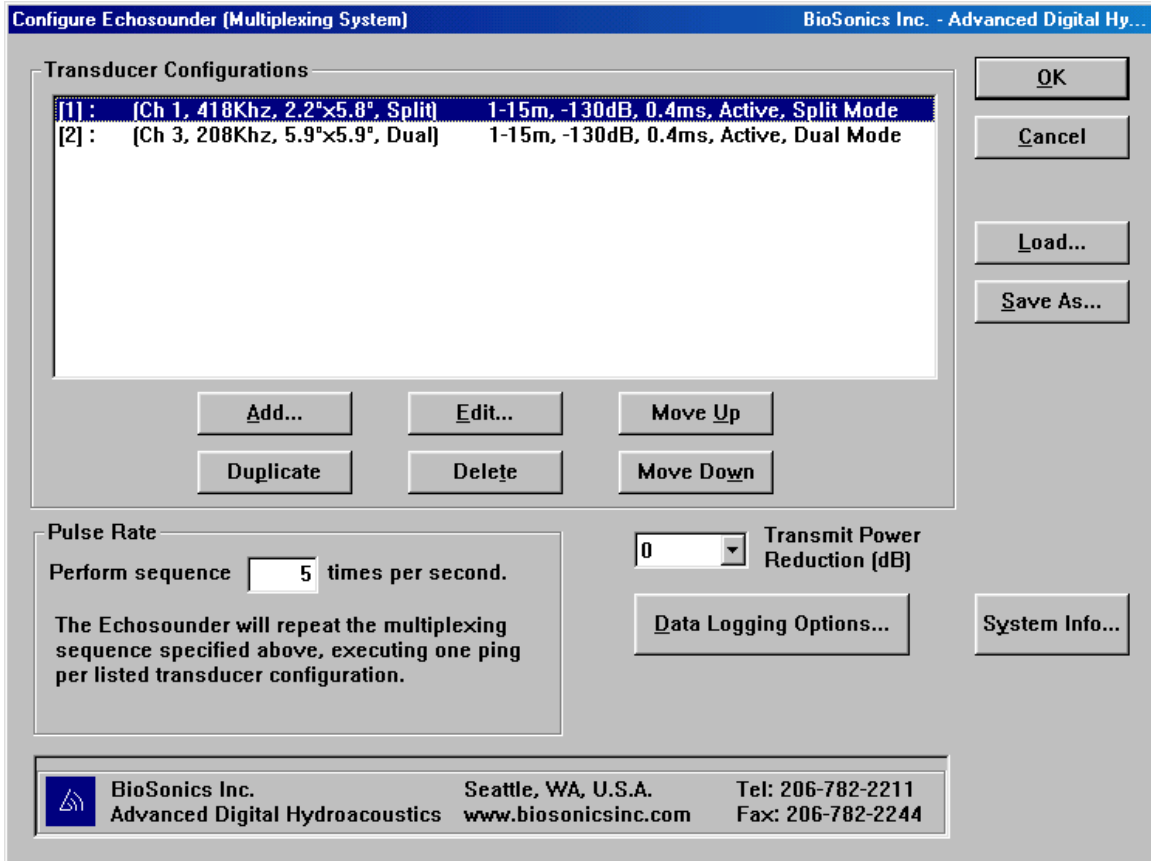 Configure Echosounder (Multiplexing System) BioSonics Inc. - Advanced Digital Hy...
Transducer Configurations
[1] : (Ch 1, 418Khz, 2.2°x5.8°, Split) 1-15m, -130dB, 0.4ms, Active, Split Mode
[2] : (Ch 3, 208Khz, 5.9°x5.9°, Dual) 1-15m, -130dB, 0.4ms, Active, Dual Mode
OK
Cancel
Load...
Save As...
Add... Edit... Move Up
Duplicate Delete Move Down
Pulse Rate
Perform sequence 5 times per second.
The Echosounder will repeat the multiplexing
sequence specified above, executing one ping
per listed transducer configuration.
0 Transmit Power
Reduction (dB)
Data Logging Options...
System Info...
BioSonics Inc. Seattle, WA, U.S.A. Tel: 206-782-2211
Advanced Digital Hydroacoustics www.biosonicsinc.com Fax: 206-782-2244